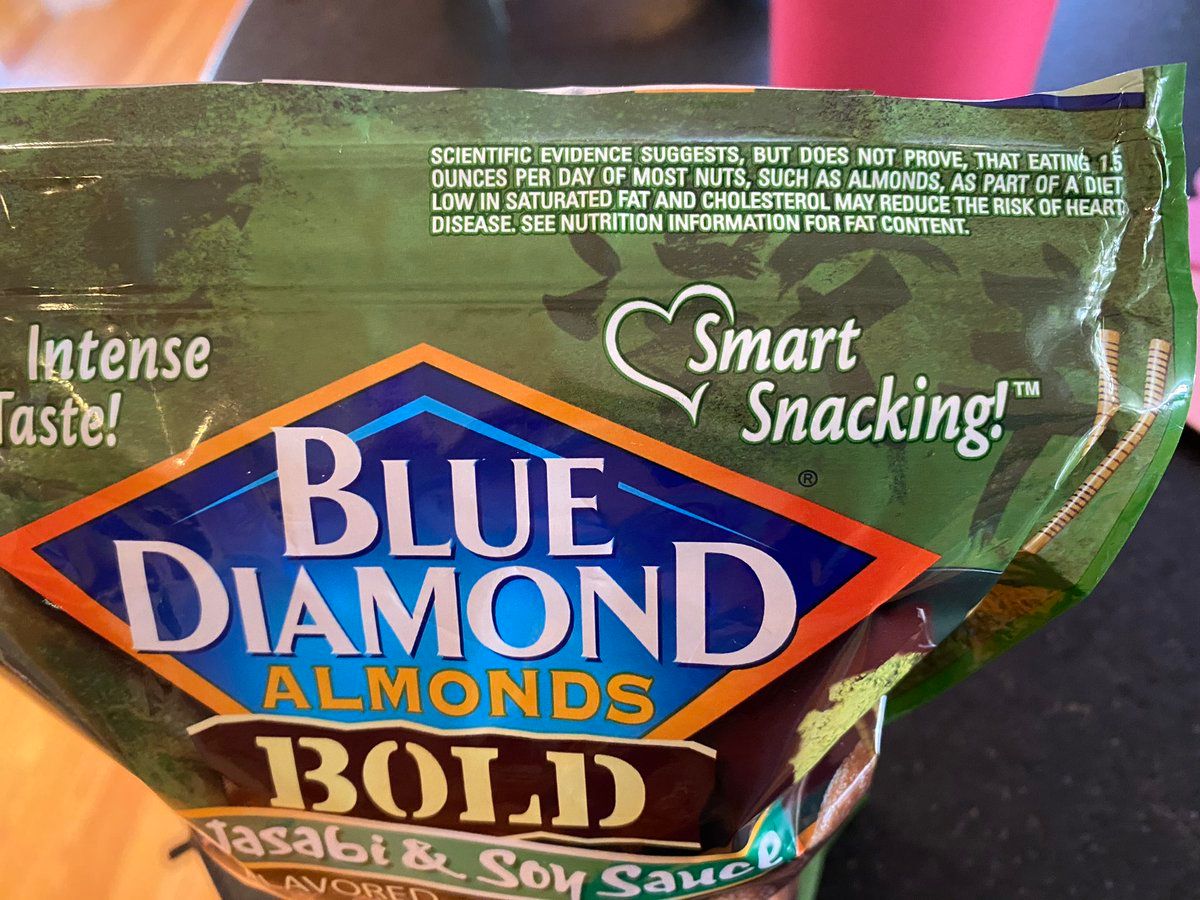 SCIENTIFIC EVIDENCE SUGGESTS, BUT DOES NOT PROVE, THAT EATING 1.5
OUNCES PER DAY OF MOST NUTS, SUCH AS ALMONDS, AS PART OF A DIET
LOW IN SATURATED FAT AND CHOLESTEROL MAY REDUCE THE RISK OF HEART
DISEASE. SEE NUTRITION INFORMATION FOR FAT CONTENT.
Intense
Taste!
Smart
Snacking!™
BLUE
DIAMOND
®
ALMONDS
BOLD
Wasabi & Soy Sauce
FLAVORED